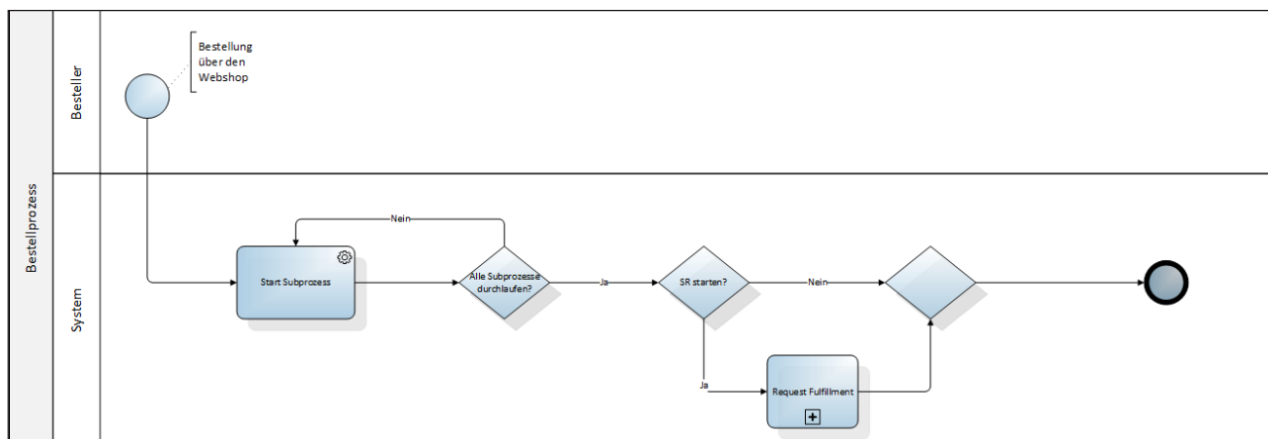 Bestellprozess
Besteller
Bestellung
über den
Webshop
System
Nein
Start Subprozess
Alle Subprozesse
durchlaufen?
Ja
SR starten?
Nein
Ja
Request Fulfillment